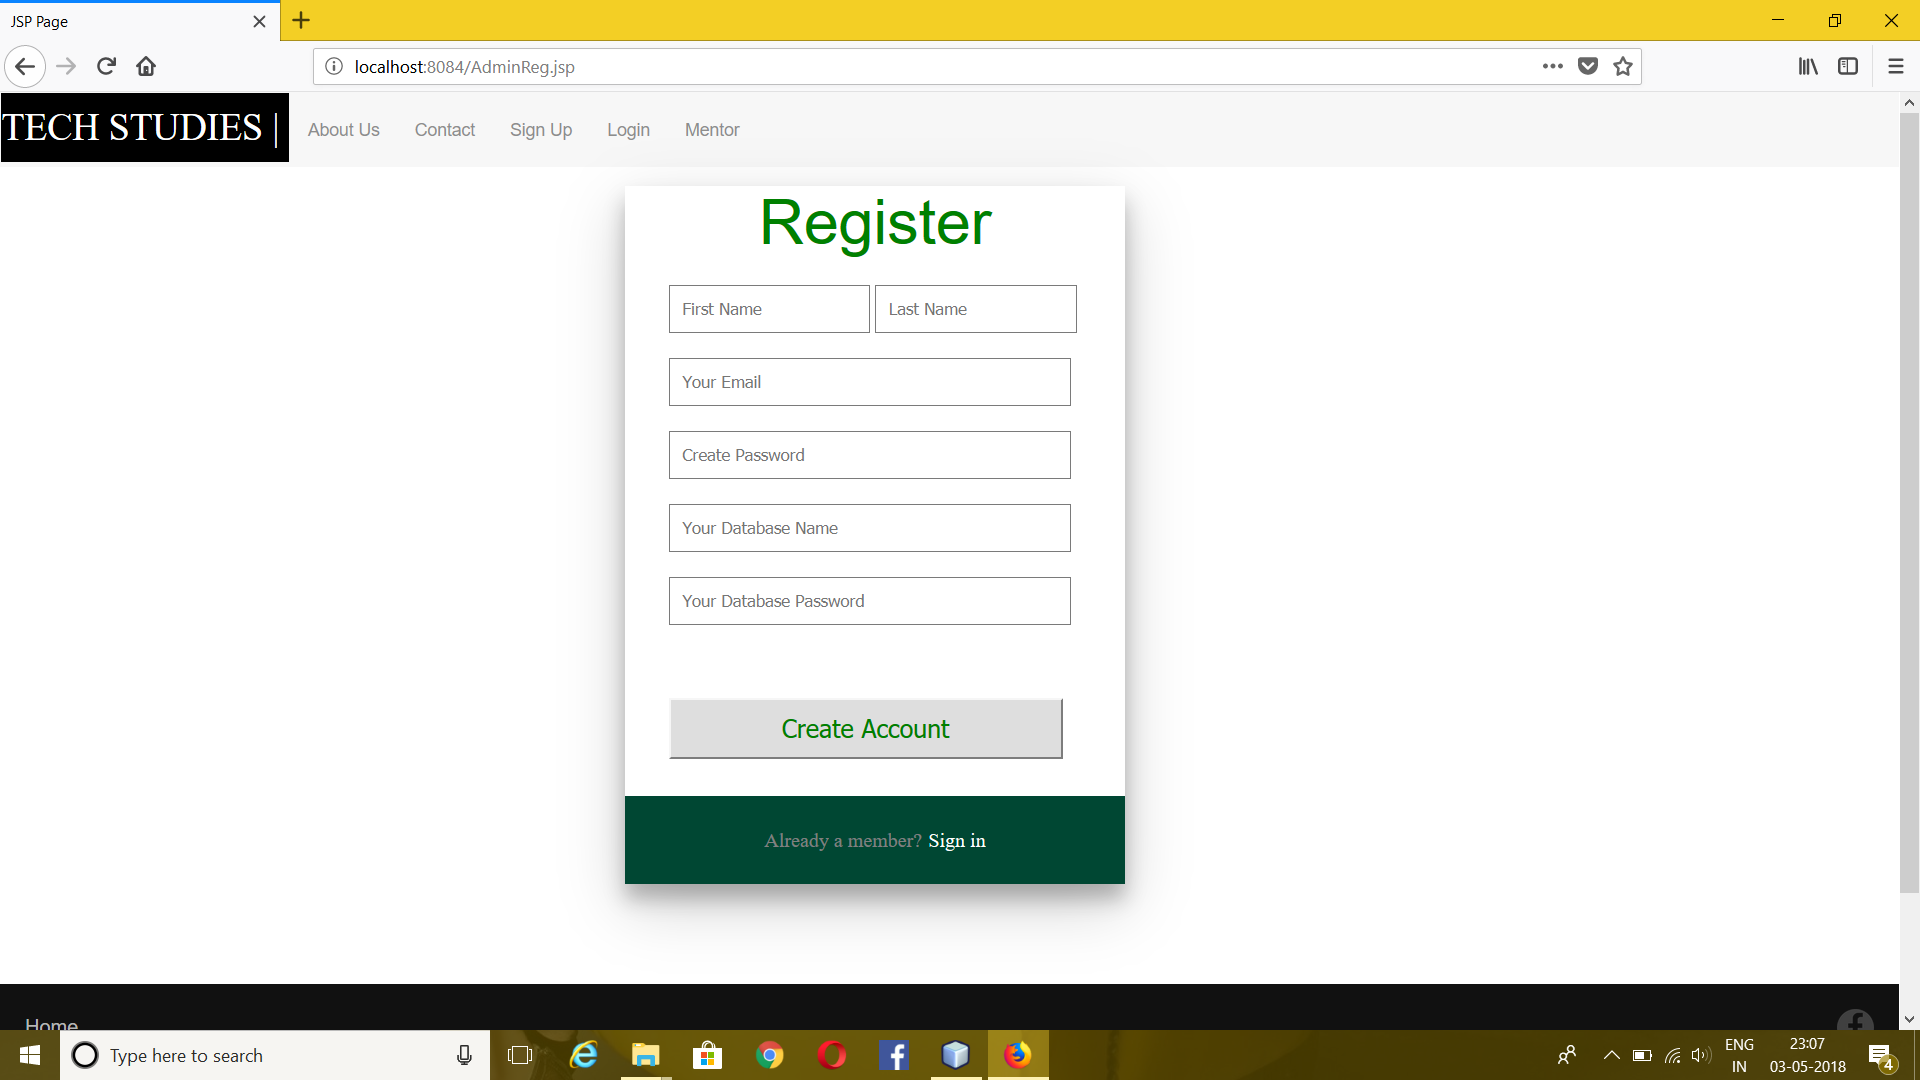 JSP Page
localhost:8084/AdminReg.jsp
TECH STUDIES |
About Us Contact Sign Up Login Mentor
Register
First Name Last Name
Your Email
Create Password
Your Database Name
Your Database Password
Create Account
Already a member? Sign in
Home
Type here to search
ENG
IN
23:07
03-05-2018
4